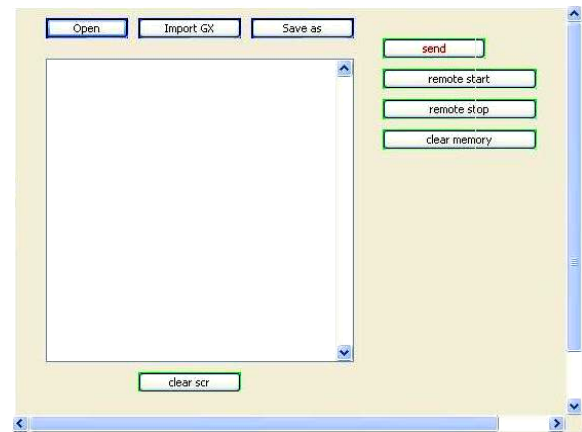 Open Import GX Save as
send
remote start
remote stop
clear memory
clear scr